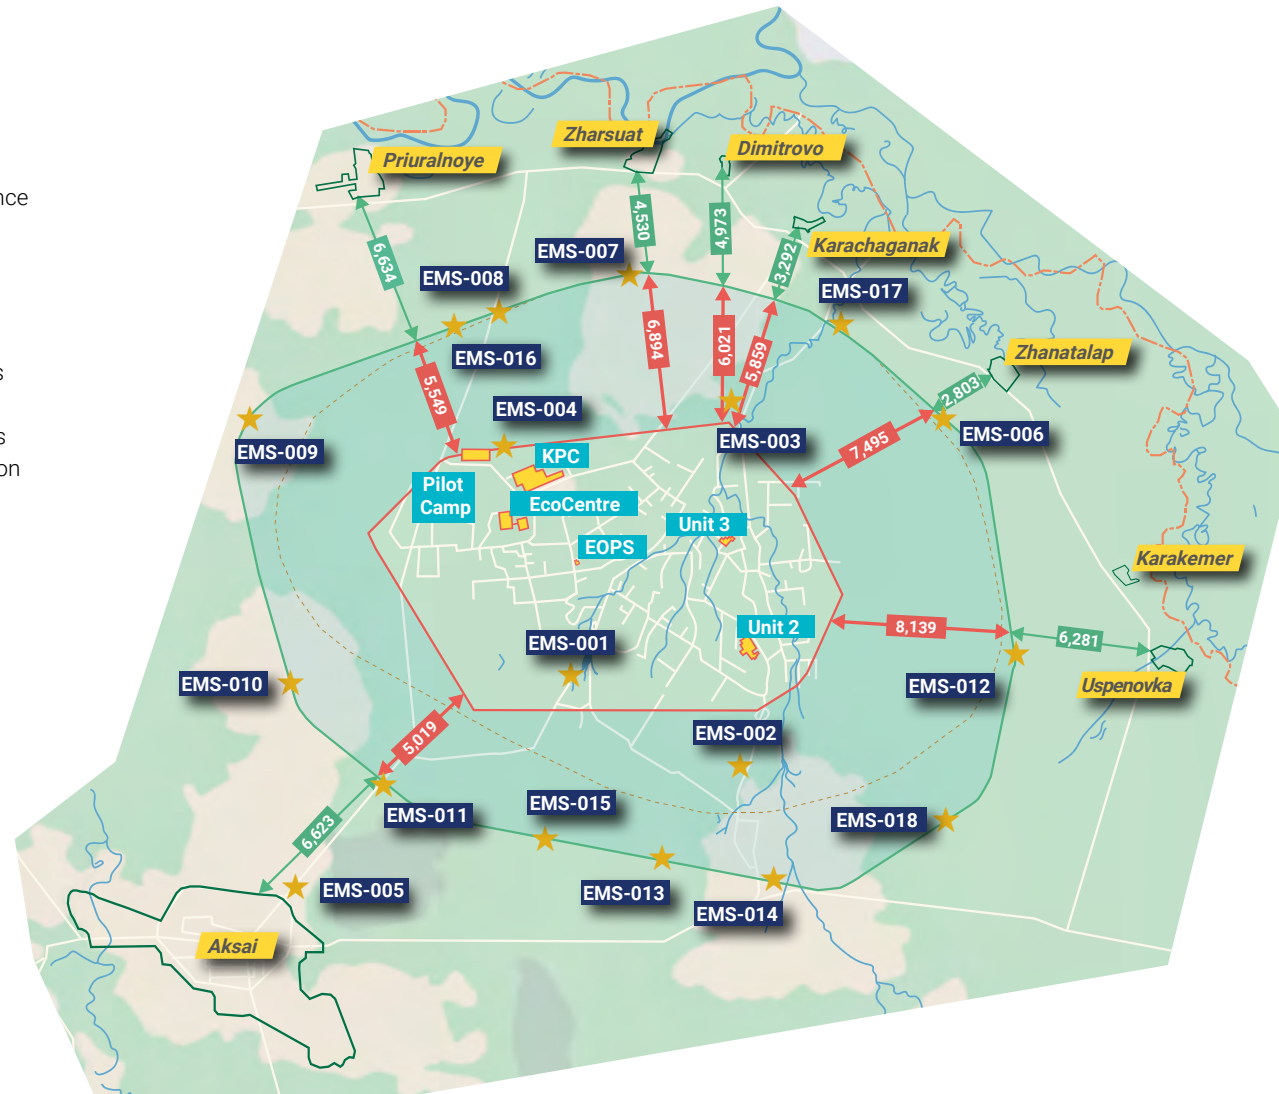 Zharsuat
Dimitrovo
Priuralnoye
nce
4,530
4,973
Karachaganak
EMS-007
6,634
3,292
EMS-008
EMS-017
6,894
6,021
EMS-016
5,859
Zhanatalap
s
5,549
2,803
EMS-004
s
EMS-003
7,495
EMS-006
EMS-009
KPC
on
Pilot
Camp
EcoCentre
Unit 3
EOPS
Karakemer
Unit 2
8,139
6,281
EMS-001
EMS-010
EMS-012
Uspenovka
5,019
EMS-002
EMS-015
EMS-011
EMS-018
6,623
EMS-005
EMS-013
EMS-014
Aksai